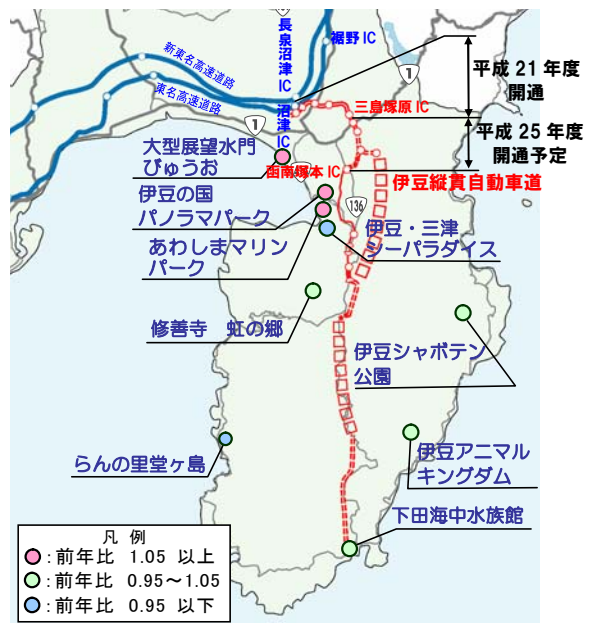 長泉沼津IC
裾野IC
新東名高速道路
東名高速道路
沼津IC
1
1
三島塚原IC
平成21年度
開通
平成25年度
開通予定
大型展望水門
びゅうお
函南塚本IC
伊豆縦貫自動車道
伊豆の国
パノラマパーク
136
伊豆・三津
シーパラダイス
あわしまマリン
パーク
修善寺 虹の郷
伊豆シャボテン
公園
らんの里堂ヶ島
伊豆アニマル
キングダム
下田海中水族館
凡 例
:前年比 1.05 以上
:前年比 0.95～1.05
:前年比 0.95 以下